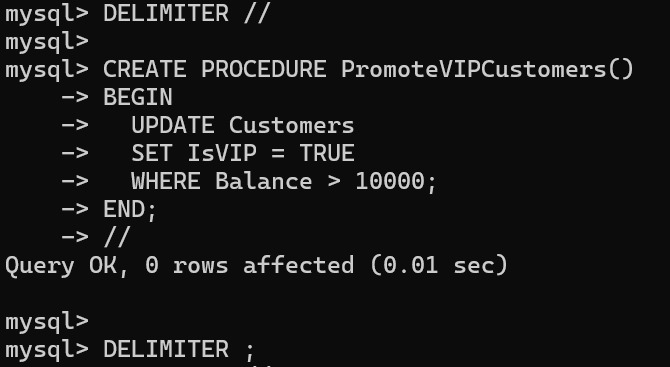 mysql> DELIMITER //
mysql>
mysql> CREATE PROCEDURE PromoteVIPCustomers()
    -> BEGIN
    ->   UPDATE Customers
    ->   SET IsVIP = TRUE
    ->   WHERE Balance > 10000;
    -> END;
    -> //
Query OK, 0 rows affected (0.01 sec)

mysql>
mysql> DELIMITER ;